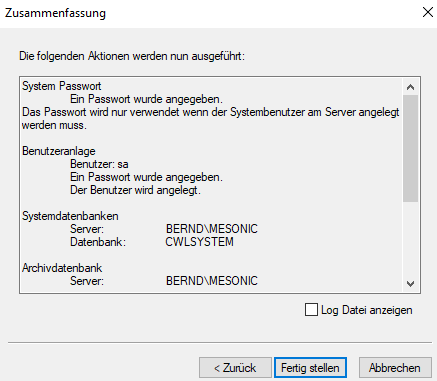 Zusammenfassung
Die folgenden Aktionen werden nun ausgeführt:
System Passwort
Ein Passwort wurde angegeben.
Das Passwort wird nur verwendet wenn der Systembenutzer am Server angelegt
werden muss.
Benutzeranlage
Benutzer: sa
Ein Passwort wurde angegeben.
Der Benutzer wird angelegt.
Systemdatenbanken
Server: BERND\MESONIC
Datenbank: CWLSYSTEM
Archivdatenbank
Server: BERND\MESONIC
Log Datei anzeigen
< Zurück Fertig stellen Abbrechen